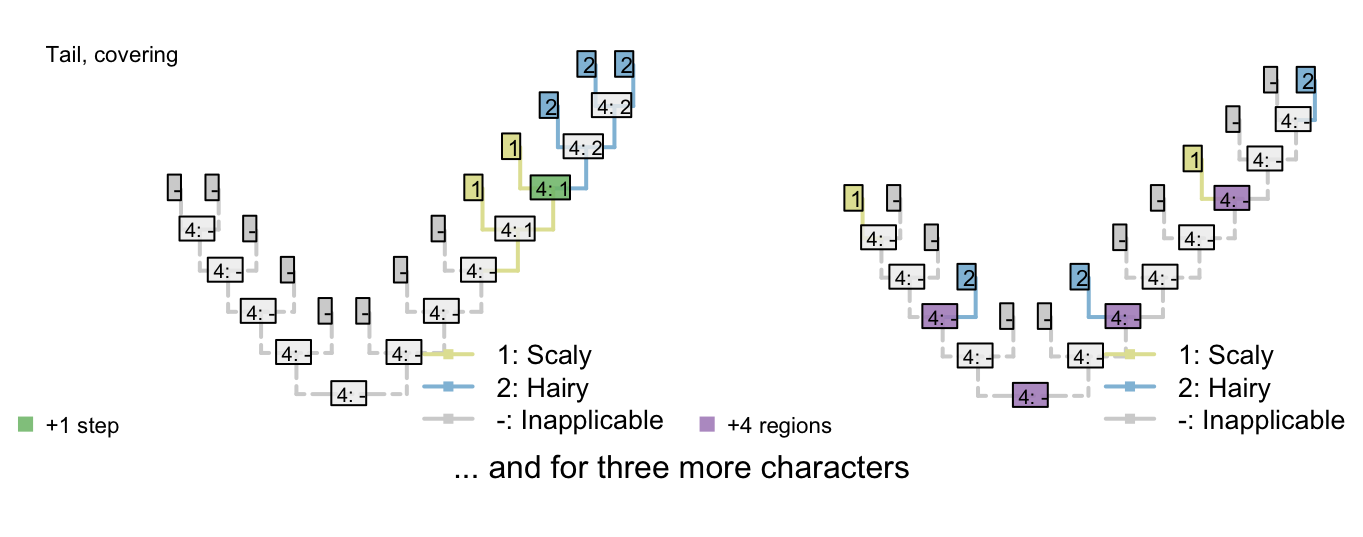 Tail, covering
2 2
2 4: 2
1 4: 2
- - 1 4: 1
4: - - - 4: 1
4: - - - 4: -
4: - - - 4: -
4: - 4: -
4: -
1: Scaly
2: Hairy
-: Inapplicable
+1 step
- 2
- 4: -
1 4: -
1 - - 4: -
4: - - - 4: -
4: - 2 2 4: -
4: - - - 4: -
4: - 4: -
4: -
1: Scaly
2: Hairy
-: Inapplicable
+4 regions
... and for three more characters